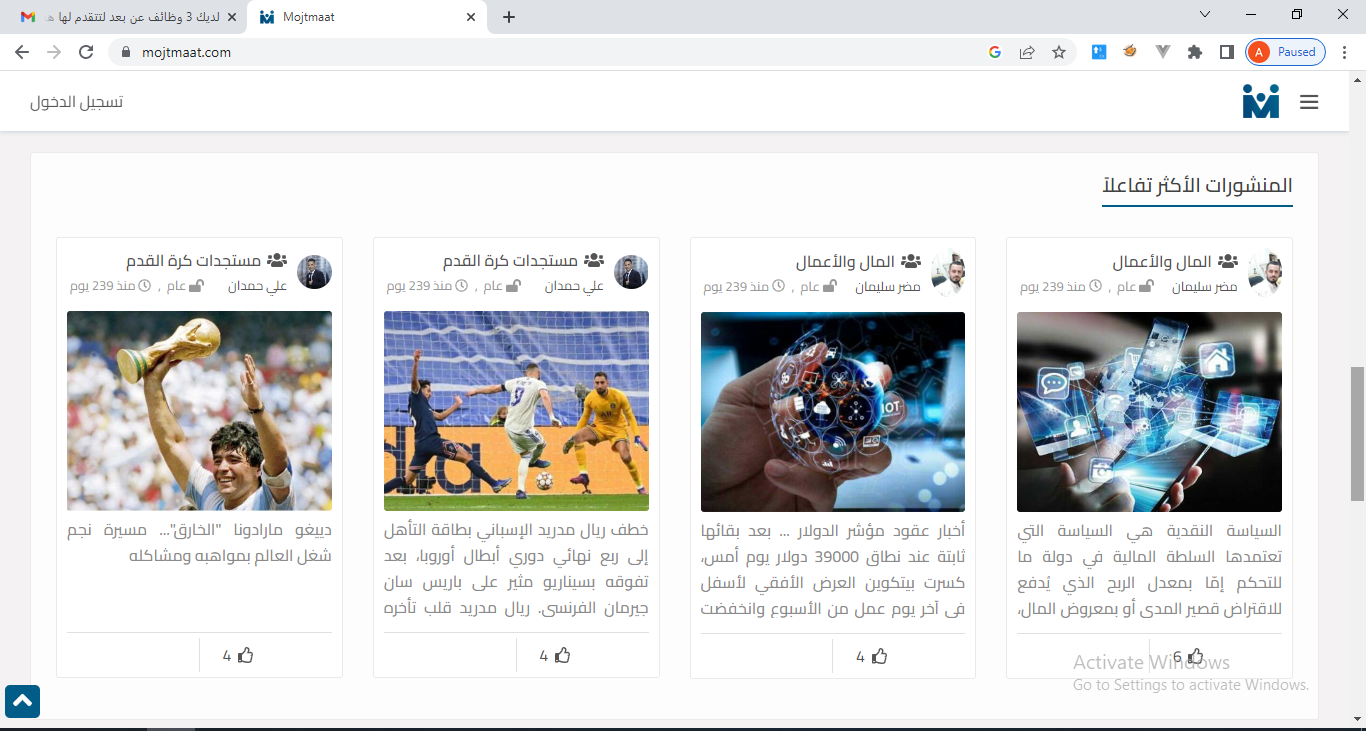 لديك 3 وظائف عن بعد لتتقدم لها
Mojtmaat
mojtmaat.com
A
Paused
تسجيل الدخول
المنشورات الأكثر تفاعلاً
المال والأعمال
مضر سليمان
عام , منذ 239 يوم
السياسة النقدية هي السياسة التي
تعتمدها السلطة المالية في دولة ما
للتحكم إمّا بمعدل الربح الذي يُدفع
للاقتراض قصير المدى أو بمعروض المال،
6
المال والأعمال
مضر سليمان
عام , منذ 239 يوم
IOT
أخبار عقود مؤشر الدولار ... بعد بقائها
ثابتة عند نطاق 39000 دولار يوم أمس،
كسرت بيتكوين العرض الأفقي لأسفل
في آخر يوم عمل من الأسبوع وانخفضت
4
مستجدات كرة القدم
علي حمدان
عام , منذ 239 يوم
خطف ريال مدريد الإسباني بطاقة التأهل
إلى ربع نهائي دوري أبطال أوروبا، بعد
تفوقه بسيناريو مثير على باريس سان
جيرمان الفرنسي. ريال مدريد قلب تأخره
4
مستجدات كرة القدم
علي حمدان
عام , منذ 239 يوم
دييغو مارادونا "الخارق"... مسيرة نجم
شغل العالم بمواهبه ومشاكله
4
Activate Windows
Go to Settings to activate Windows.